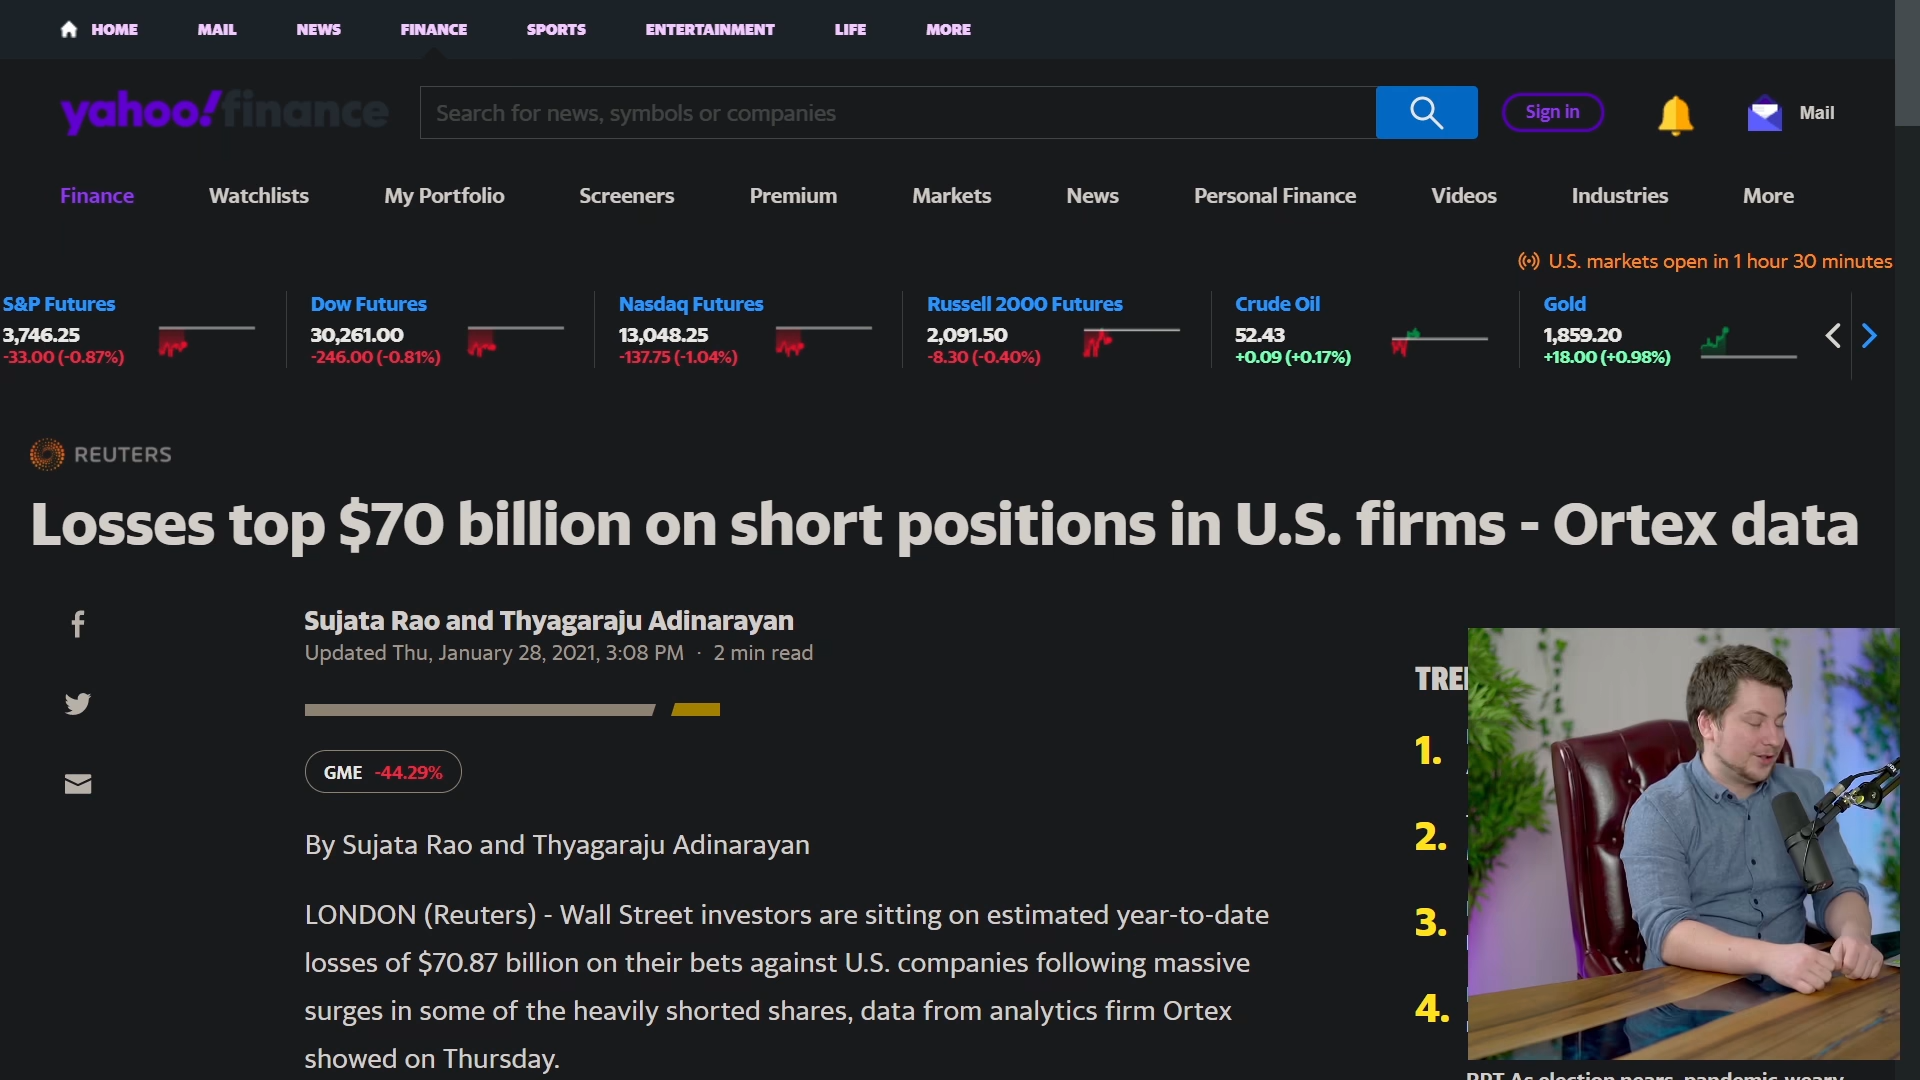 HOME MAIL NEWS FINANCE SPORTS ENTERTAINMENT LIFE MORE
yahoo!finance Search for news, symbols or companies Sign in Mail
Finance Watchlists My Portfolio Screeners Premium Markets News Personal Finance Videos Industries More
U.S. markets open in 1 hour 30 minutes
S&P Futures Dow Futures Nasdaq Futures Russell 2000 Futures Crude Oil Gold
3,746.25 30,261.00 13,048.25 2,091.50 52.43 1,859.20
-33.00 (-0.87%) -246.00 (-0.81%) -137.75 (-1.04%) -8.30 (-0.40%) +0.09 (+0.17%) +18.00 (+0.98%)
REUTERS
Losses top $70 billion on short positions in U.S. firms - Ortex data
Sujata Rao and Thyagaraju Adinarayan
Updated Thu, January 28, 2021, 3:08 PM · 2 min read
GME -44.29%
By Sujata Rao and Thyagaraju Adinarayan
LONDON (Reuters) - Wall Street investors are sitting on estimated year-to-date
losses of $70.87 billion on their bets against U.S. companies following massive
surges in some of the heavily shorted shares, data from analytics firm Ortex
showed on Thursday.
1.
2.
3.
4.